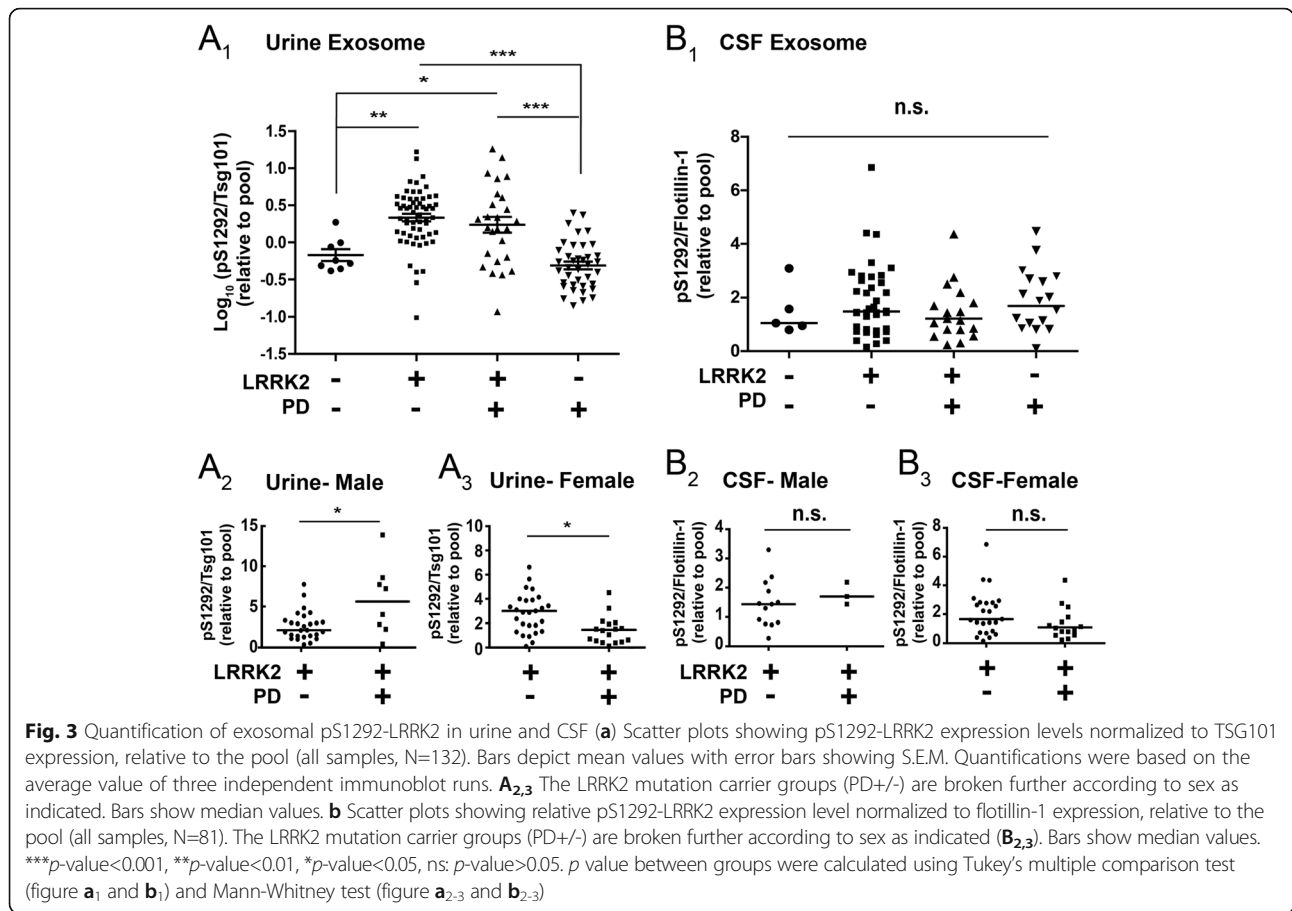 A1 Urine Exosome
***
*
** ***
Log10 (pS1292/Tsg101)
(relative to pool)
1.5
1.0
0.5
0.0
-0.5
-1.0
-1.5
LRRK2 - + + -
PD - - + +
B1 CSF Exosome
n.s.
pS1292/Flotillin-1
(relative to pool)
8
6
4
2
0
LRRK2 - + + -
PD - - + +
A2 Urine- Male
*
pS1292/Tsg101
(relative to pool)
15
10
5
0
LRRK2 + +
PD - +
A3 Urine- Female
*
pS1292/Tsg101
(relative to pool)
10
8
6
4
2
0
+ +
- +
B2 CSF- Male
n.s.
pS1292/Flotillin-1
(relative to pool)
4
3
2
1
0
LRRK2 + +
PD - +
B3 CSF-Female
n.s.
pS1292/Flotillin-1
(relative to pool)
8
6
4
2
0
+ +
- +
Fig. 3 Quantification of exosomal pS1292-LRRK2 in urine and CSF (a) Scatter plots showing pS1292-LRRK2 expression levels normalized to TSG101
expression, relative to the pool (all samples, N=132). Bars depict mean values with error bars showing S.E.M. Quantifications were based on the
average value of three independent immunoblot runs. A2,3 The LRRK2 mutation carrier groups (PD+/-) are broken further according to sex as
indicated. Bars show median values. b Scatter plots showing relative pS1292-LRRK2 expression level normalized to flotillin-1 expression, relative to the
pool (all samples, N=81). The LRRK2 mutation carrier groups (PD+/-) are broken further according to sex as indicated (B2,3). Bars show median values.
***p-value<0.001, **p-value<0.01, *p-value<0.05, ns: p-value>0.05. p value between groups were calculated using Tukey's multiple comparison test
(figure a1 and b1) and Mann-Whitney test (figure a2-3 and b2-3)